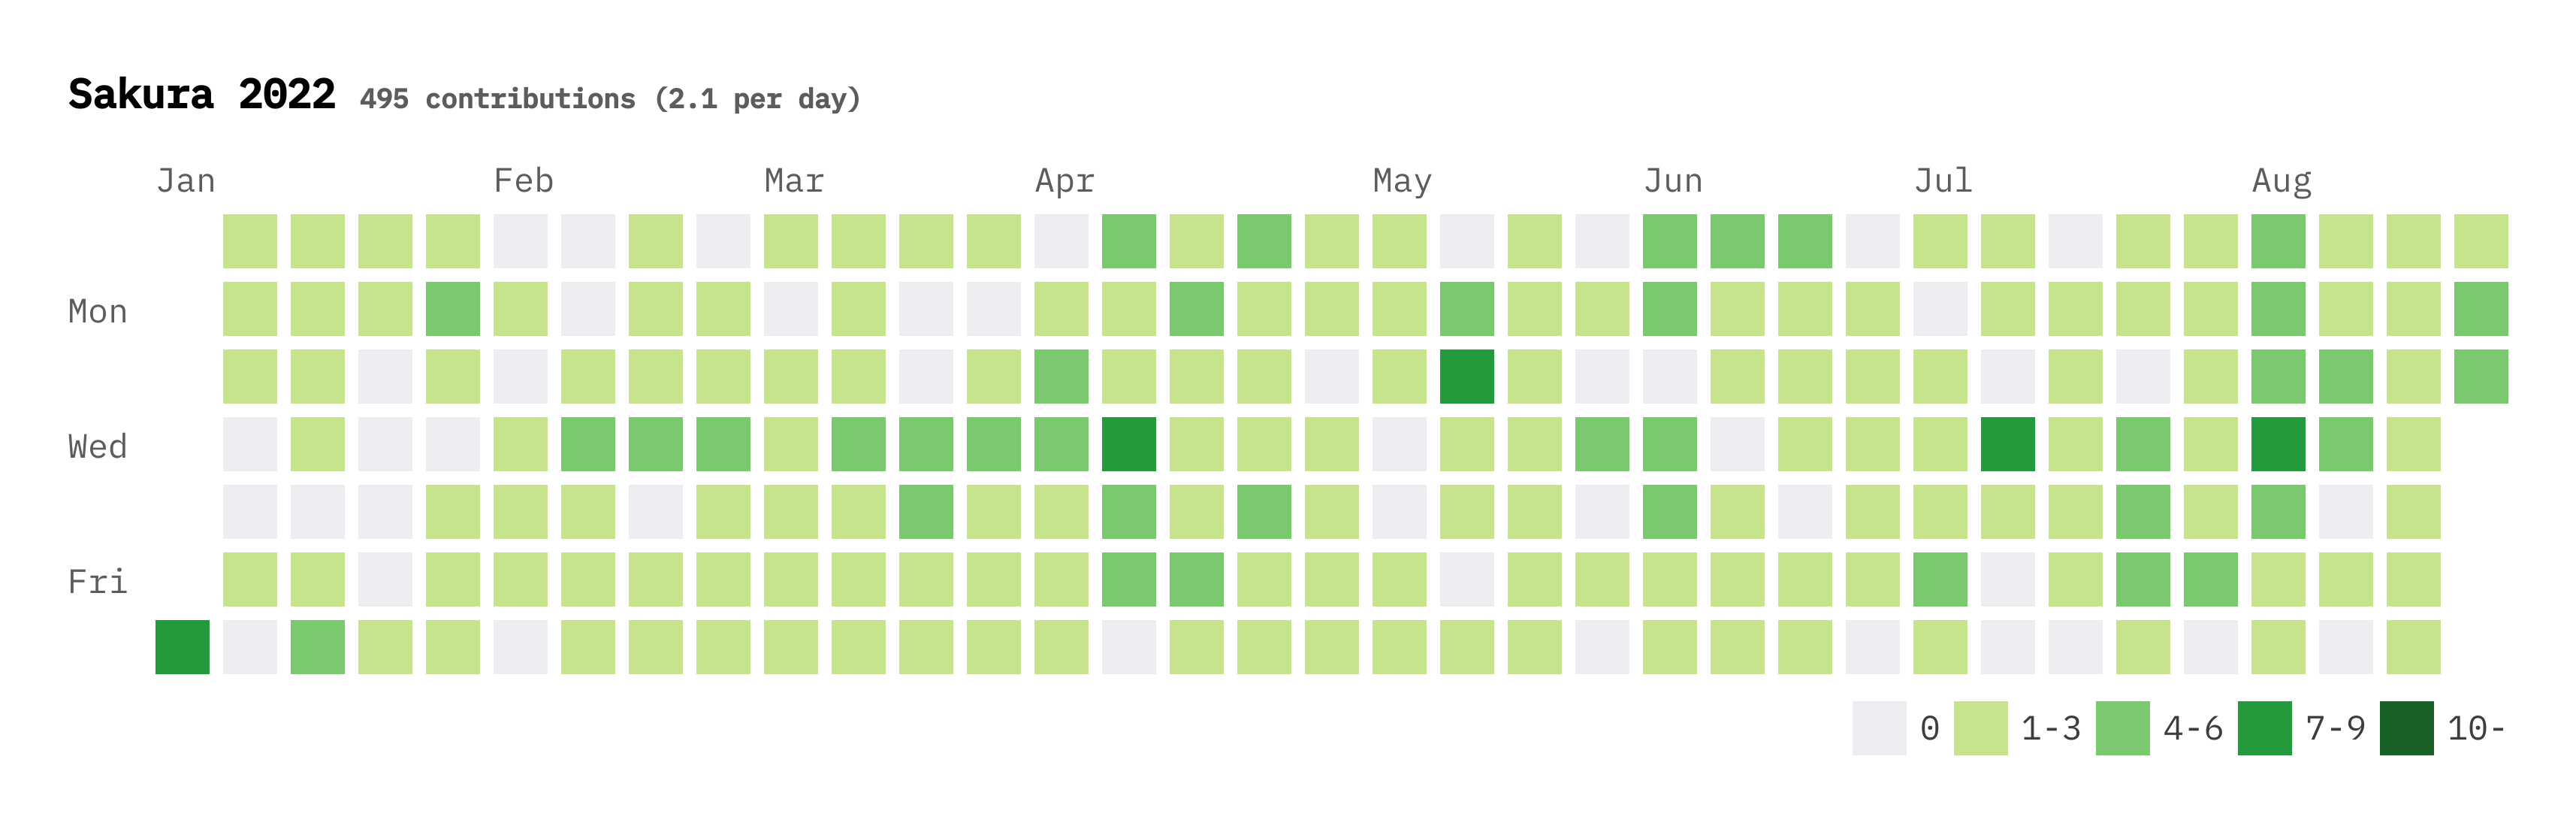 Sakura 2022 495 contributions (2.1 per day)
Jan Feb Mar Apr May Jun Jul Aug
Mon
Wed
Fri
0 1-3 4-6 7-9 10-